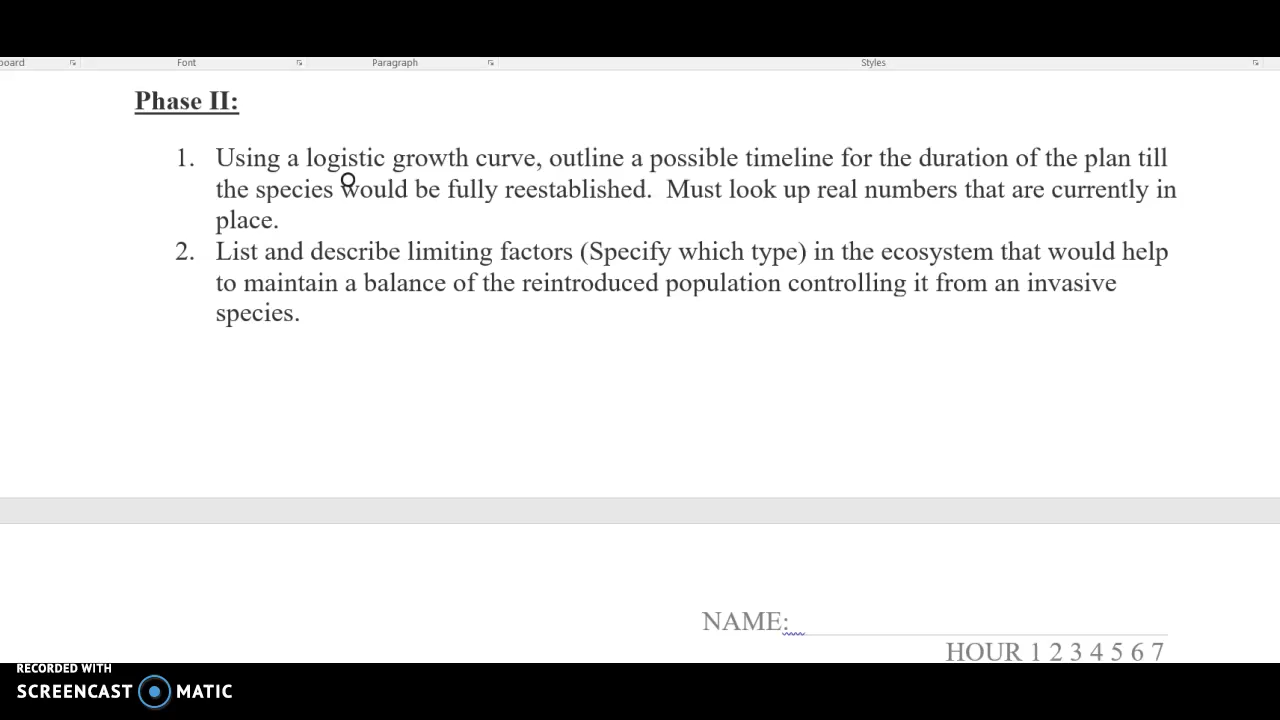 board Font Paragraph Styles
Phase II:
1. Using a logistic growth curve, outline a possible timeline for the duration of the plan till
the species would be fully reestablished. Must look up real numbers that are currently in
place.
2. List and describe limiting factors (Specify which type) in the ecosystem that would help
to maintain a balance of the reintroduced population controlling it from an invasive
species.
NAME:
HOUR 1 2 3 4 5 6 7
RECORDED WITH
SCREENCAST MATIC